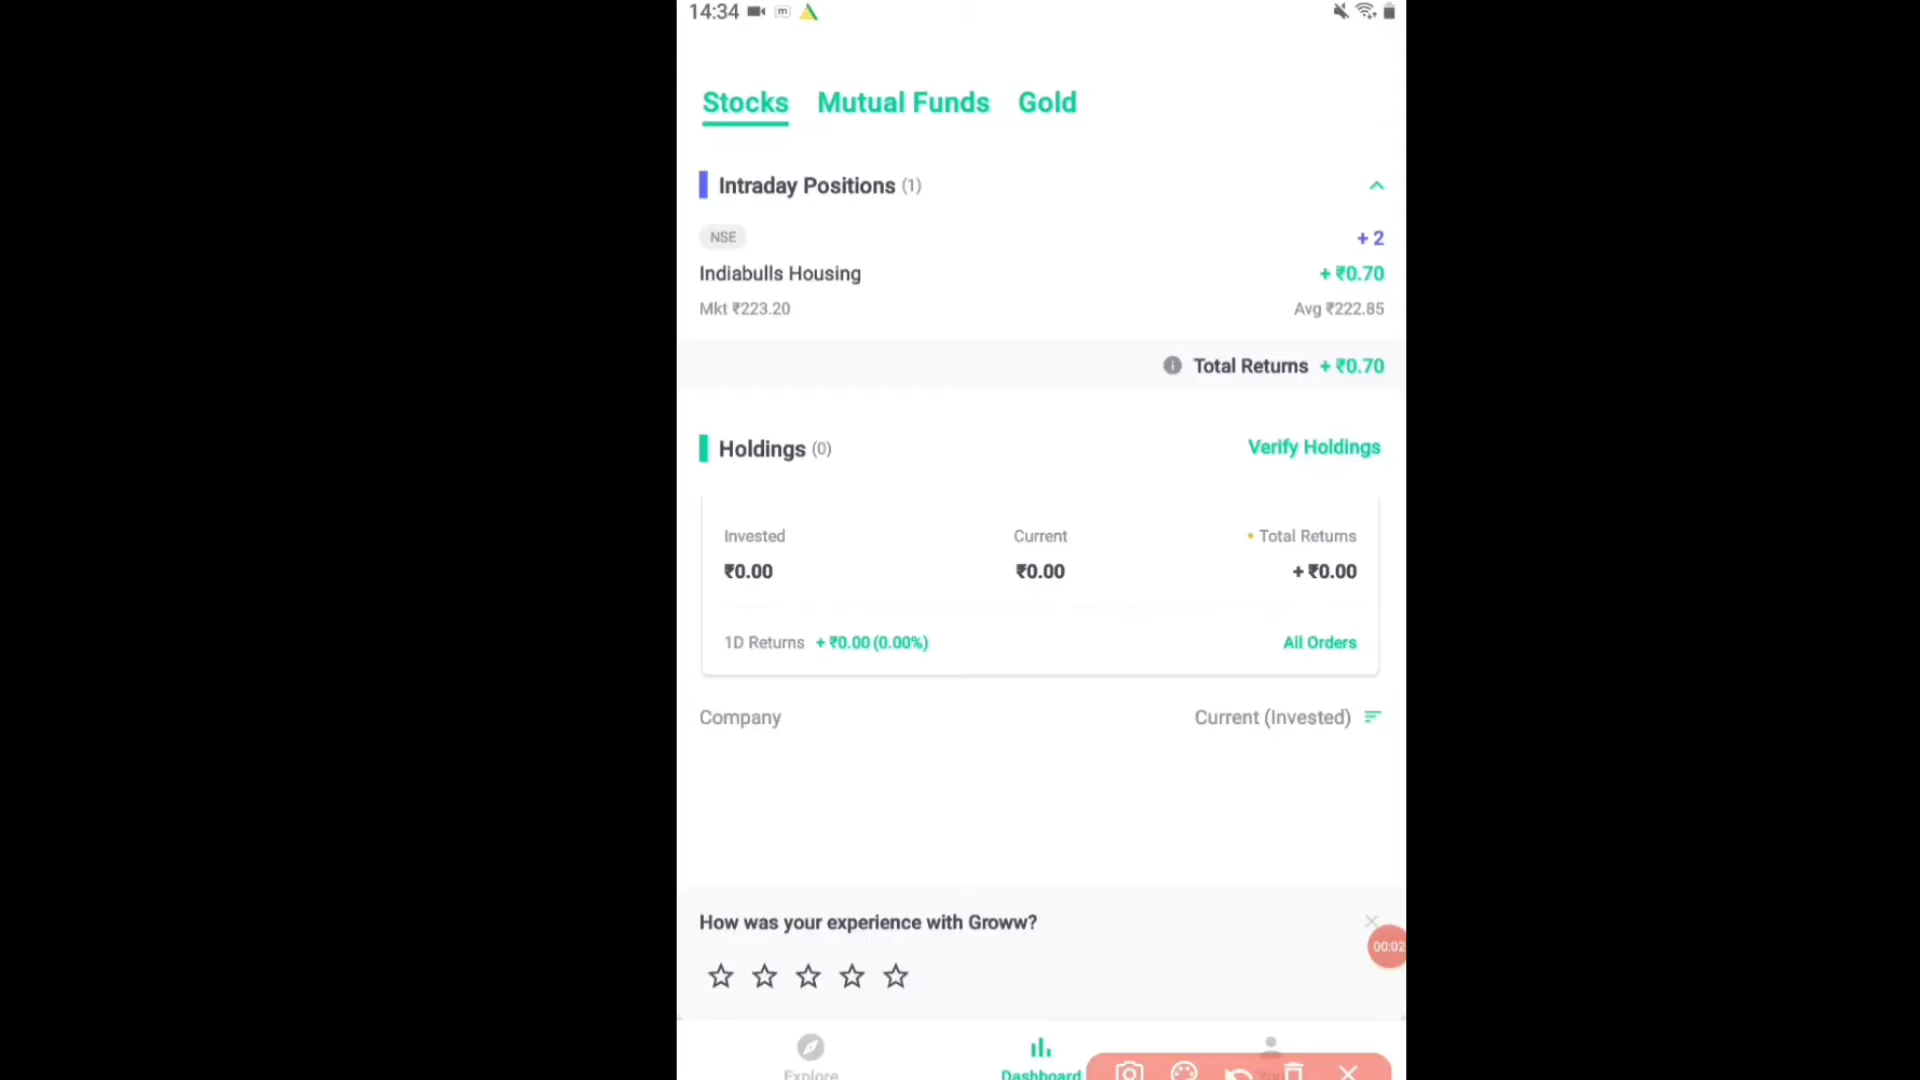 14:34
Stocks Mutual Funds Gold
Intraday Positions (1)
NSE
+ 2
Indiabulls Housing
+ ₹0.70
Mkt ₹223.20
Avg ₹222.85
Total Returns + ₹0.70
Holdings (0)
Verify Holdings
Invested Current Total Returns
₹0.00 ₹0.00 + ₹0.00
1D Returns + ₹0.00 (0.00%)
All Orders
Company
Current (Invested)
How was your experience with Groww?
00:02
Explore Dashboard You